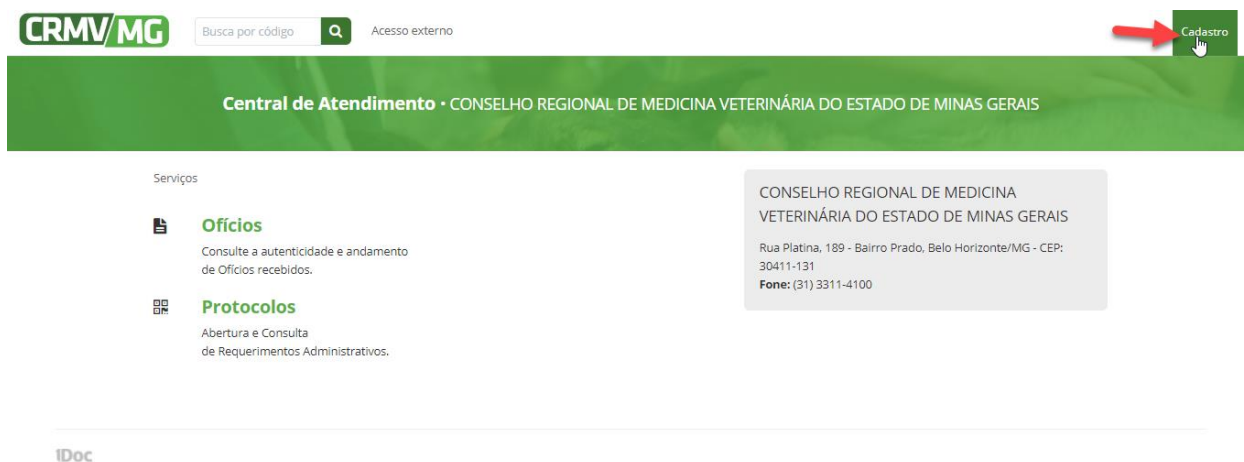 CRMV/MG
Busca por código
Acesso externo
Cadastro
Central de Atendimento • CONSELHO REGIONAL DE MEDICINA VETERINÁRIA DO ESTADO DE MINAS GERAIS
Serviços
Ofícios
Consulte a autenticidade e andamento
de Ofícios recebidos.
Protocolos
Abertura e Consulta
de Requerimentos Administrativos.
CONSELHO REGIONAL DE MEDICINA
VETERINÁRIA DO ESTADO DE MINAS GERAIS
Rua Platina, 189 - Bairro Prado, Belo Horizonte/MG - CEP:
30411-131
Fone: (31) 3311-4100
1Doc